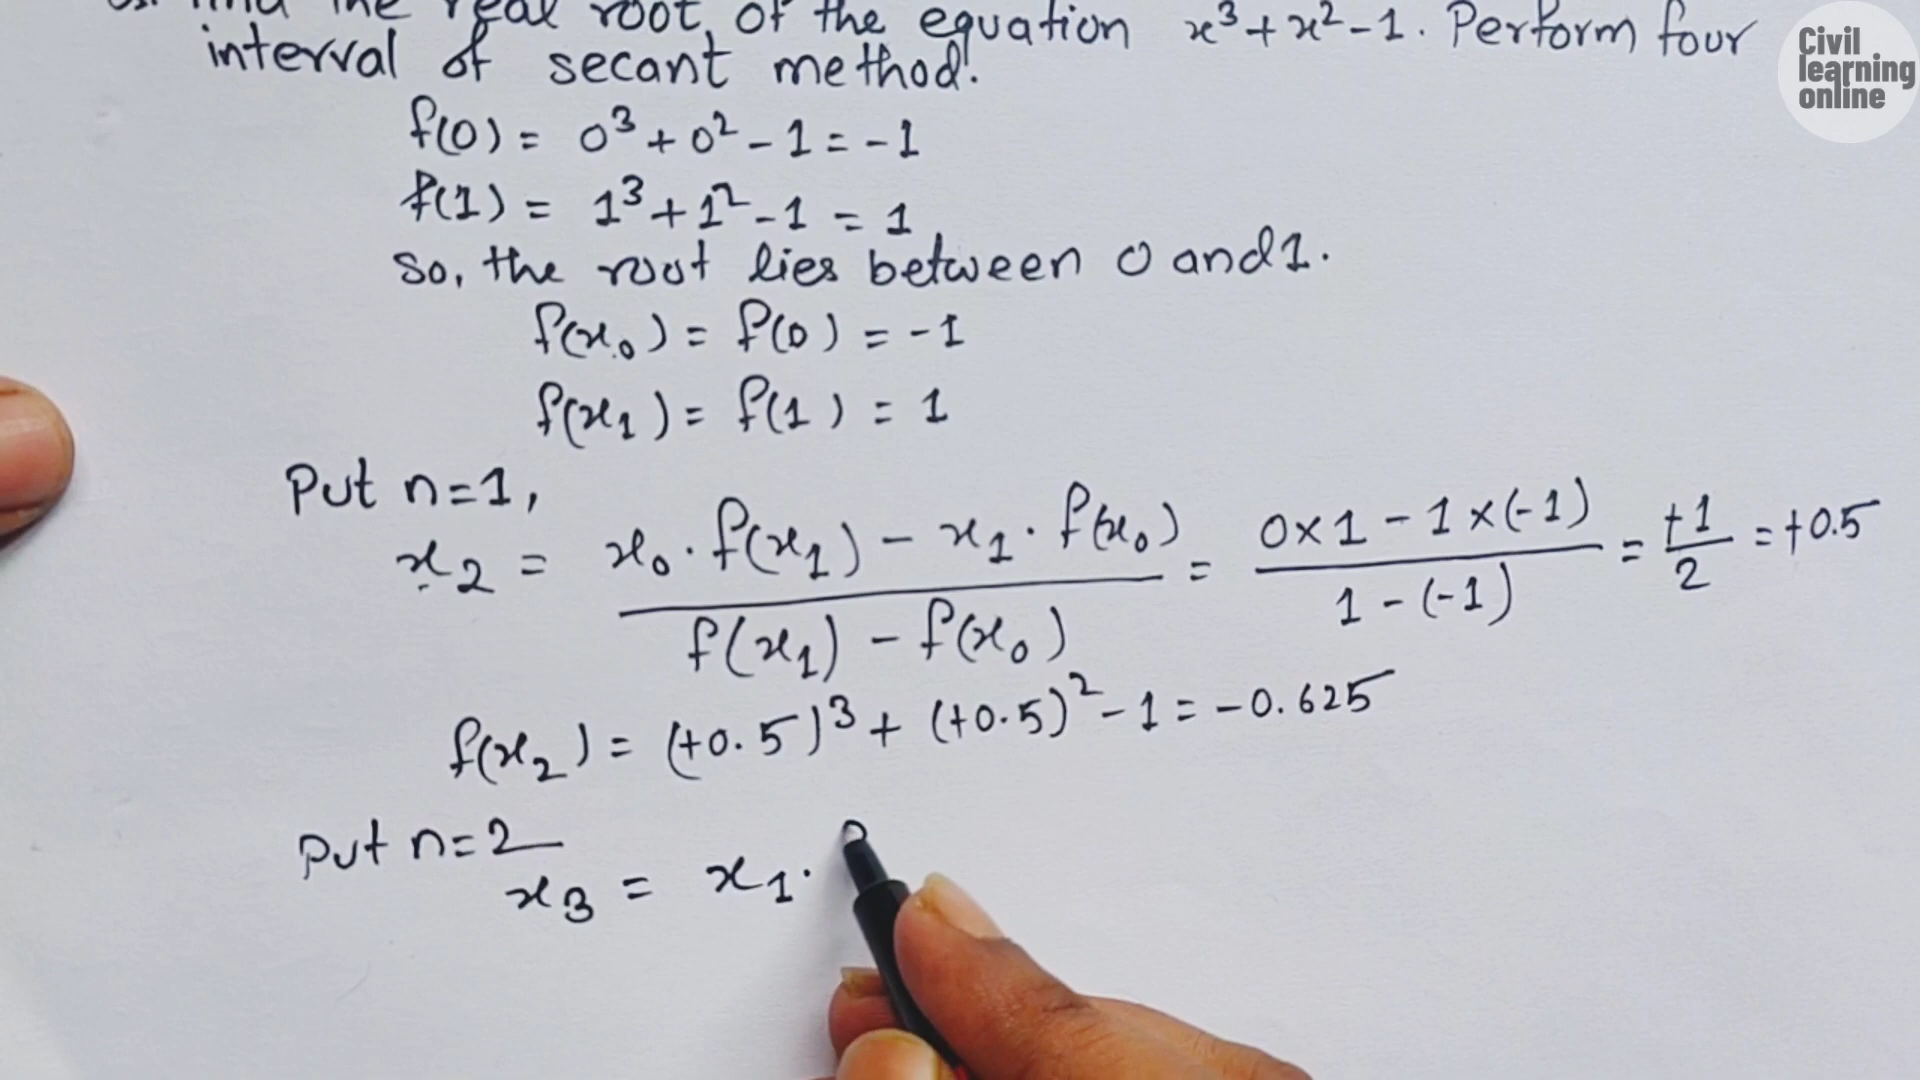 the real root of the equation x³+x²-1. Perform four
interval of secant method.
Civil
learning
online
f(0) = 0³+0²-1 = -1
f(1) = 1³+1²-1 = 1
So, the root lies between 0 and 1.
f(x₀) = f(0) = -1
f(x₁) = f(1) = 1
Put n=1,
x₂ = x₀·f(x₁) - x₁·f(x₀) / f(x₁) - f(x₀) = 0×1-1×(-1) / 1-(-1) = +1/2 = +0.5
f(x₂) = (+0.5)³+(+0.5)²-1 = -0.625
Put n=2
x₃ = x₁·